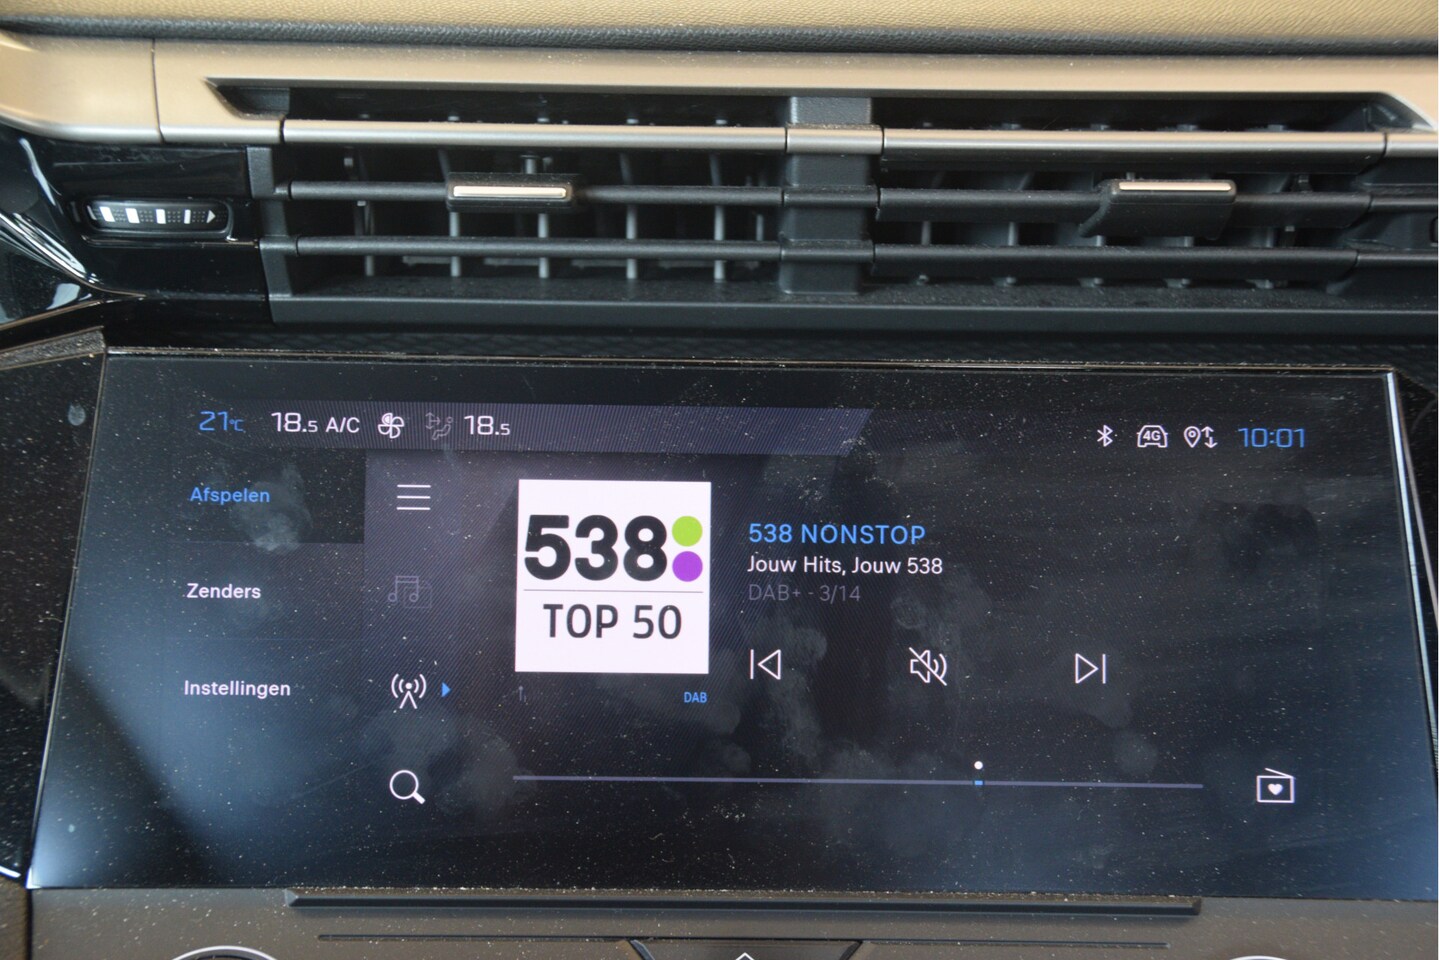 21°C 18.5 A/C 18.5 4G 10:01
Afspelen
Zenders
Instellingen
538
TOP 50
DAB
538 NONSTOP
Jouw Hits, Jouw 538
DAB+ - 3/14